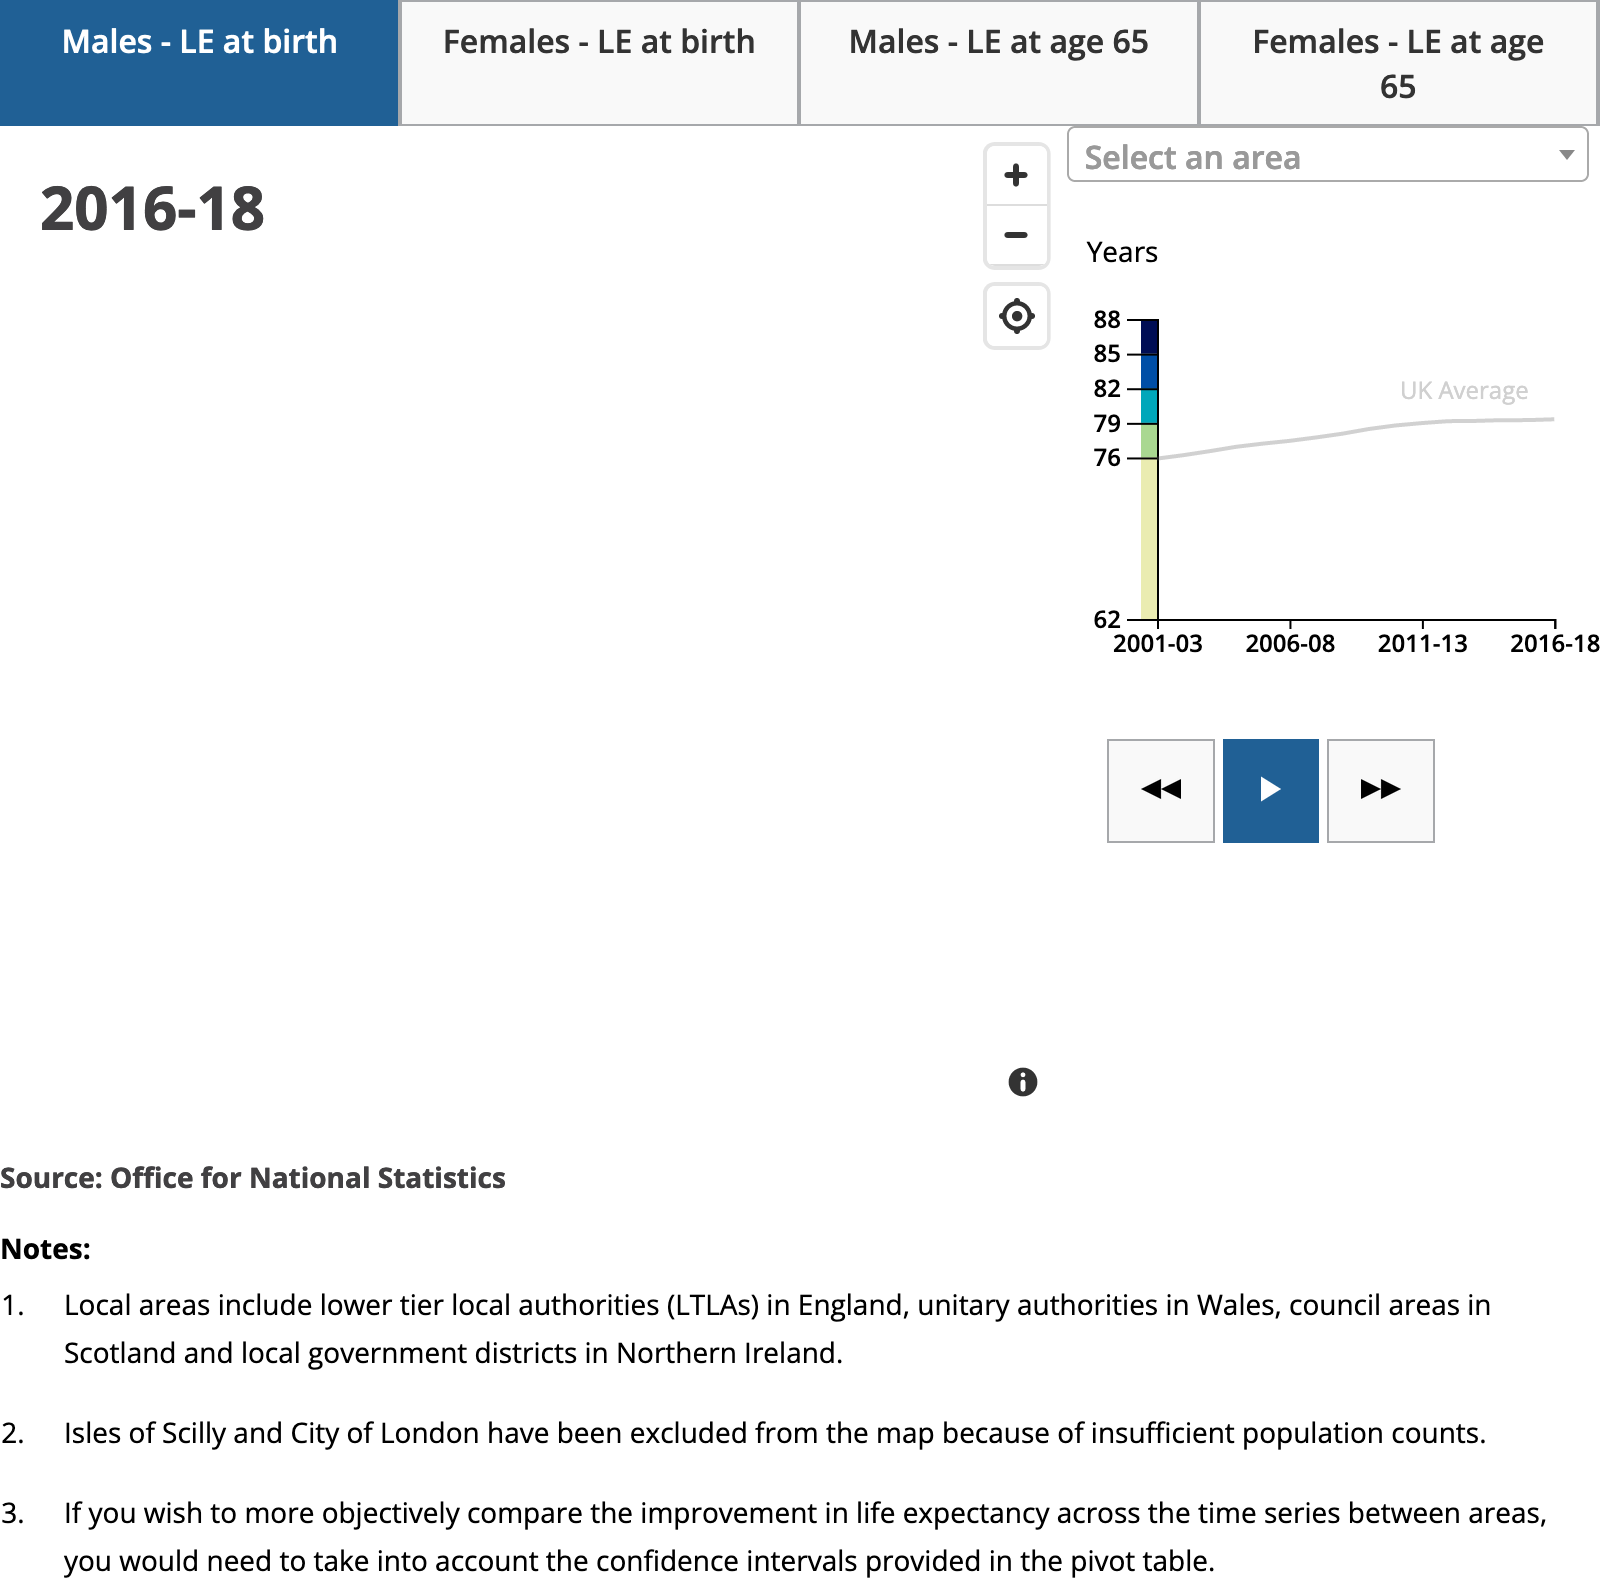 Males - LE at birth
Females - LE at birth
Males - LE at age 65
Females - LE at age
65
Select an area
2016-18
Years
88
85
82
79
76
62
UK Average
2001-03
2006-08
2011-13
2016-18
Source: Office for National Statistics
Notes:
1. Local areas include lower tier local authorities (LTLAs) in England, unitary authorities in Wales, council areas in
Scotland and local government districts in Northern Ireland.
2. Isles of Scilly and City of London have been excluded from the map because of insufficient population counts.
3. If you wish to more objectively compare the improvement in life expectancy across the time series between areas,
you would need to take into account the confidence intervals provided in the pivot table.